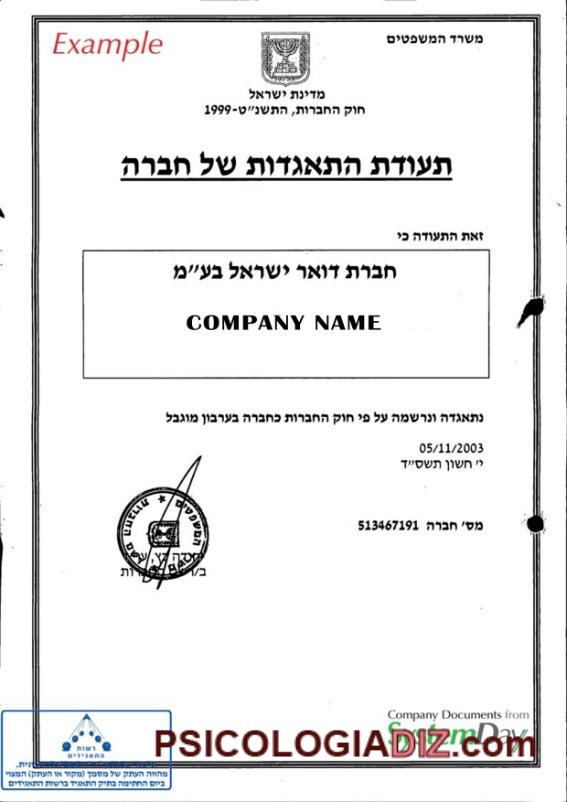 Example
משרד המשפטים
מדינת ישראל
חוק החברות, התשנ"ט-1999
תעודת התאגדות של חברה
זאת התעודה כי
חברת דואר ישראל בע"מ
COMPANY NAME
נתאגדה ונרשמה על פי חוק החברות כחברה בערבון מוגבל
05/11/2003
י' חשון תשס"ד
מס' חברה 513467191
Company Documents from
SystemDay
PSICOLOGIADIZ.com
רשות
התאגידים
מהווה העתק של מסמך (מקור או העתק) המצוי
ביום החתימה בתיק התאגיד ברשות התאגידים